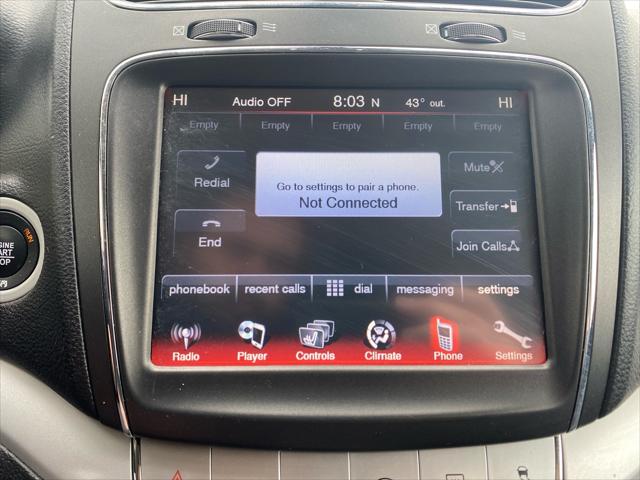 HI Audio OFF 8:03 N 43° out. HI
Empty Empty Empty Empty Empty
Redial
Go to settings to pair a phone.
Not Connected
Mute
Transfer
End
Join Calls
phonebook recent calls dial messaging settings
Radio Player Controls Climate Phone Settings
RUN
START